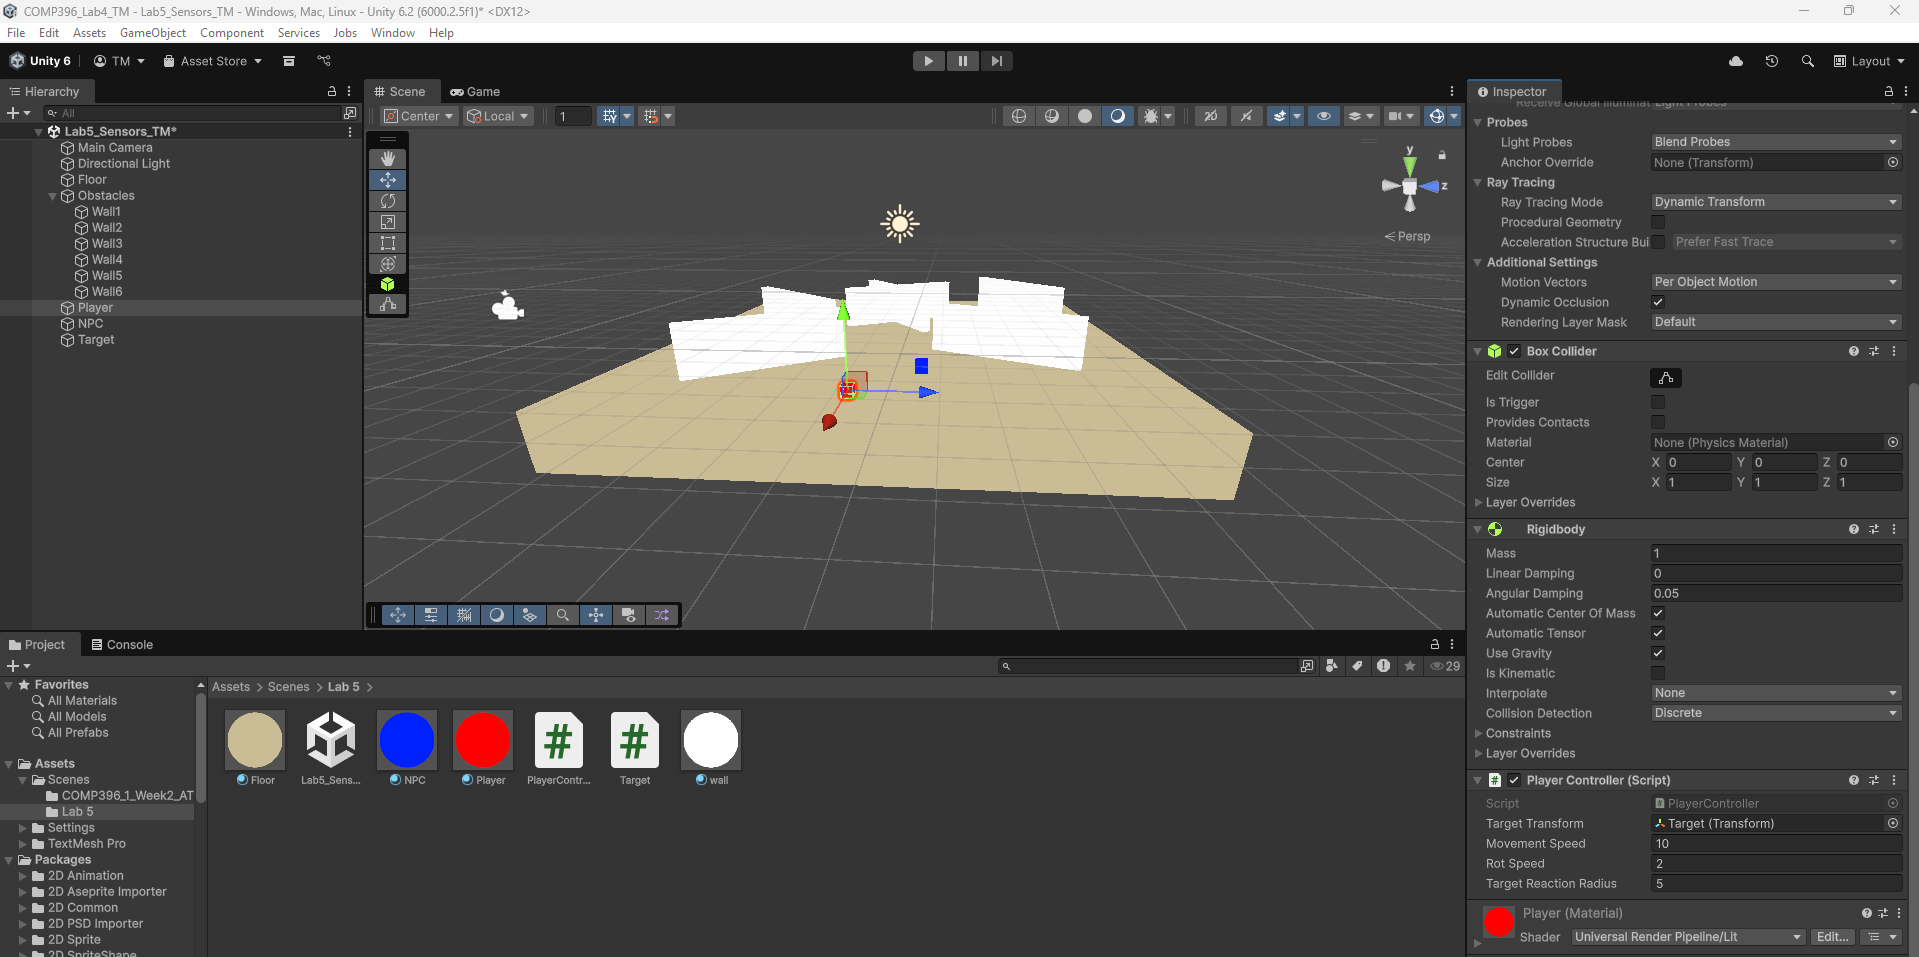 COMP396_Lab4_TM - Lab5_Sensors_TM - Windows, Mac, Linux - Unity 6.2 (6000.2.5f1)* <DX12>
File Edit Assets GameObject Component Services Jobs Window Help
Unity 6 TM Asset Store Layout
Hierarchy
All
Lab5_Sensors_TM*
Main Camera
Directional Light
Floor
Obstacles
Wall1
Wall2
Wall3
Wall4
Wall5
Wall6
Player
NPC
Target
Scene Game
Center Local 1 2D
y
z
Persp
Inspector
Receive Global Illuminat Light Probes
Probes
Light Probes Blend Probes
Anchor Override None (Transform)
Ray Tracing
Ray Tracing Mode Dynamic Transform
Procedural Geometry
Acceleration Structure Bui Prefer Fast Trace
Additional Settings
Motion Vectors Per Object Motion
Dynamic Occlusion
Rendering Layer Mask Default
Box Collider
Edit Collider
Is Trigger
Provides Contacts
Material None (Physics Material)
Center X 0 Y 0 Z 0
Size X 1 Y 1 Z 1
Layer Overrides
Rigidbody
Mass 1
Linear Damping 0
Angular Damping 0.05
Automatic Center Of Mass
Automatic Tensor
Use Gravity
Is Kinematic
Interpolate None
Collision Detection Discrete
Constraints
Layer Overrides
Player Controller (Script)
Script PlayerController
Target Transform Target (Transform)
Movement Speed 10
Rot Speed 2
Target Reaction Radius 5
Player (Material)
Shader Universal Render Pipeline/Lit Edit...
Project Console
29
Favorites
All Materials
All Models
All Prefabs
Assets
Scenes
COMP396_1_Week2_AT
Lab 5
Settings
TextMesh Pro
Packages
2D Animation
2D Aseprite Importer
2D Common
2D PSD Importer
2D Sprite
2D SpriteShape
Assets > Scenes > Lab 5 >
Floor Lab5_Sens... NPC Player PlayerContr... Target wall